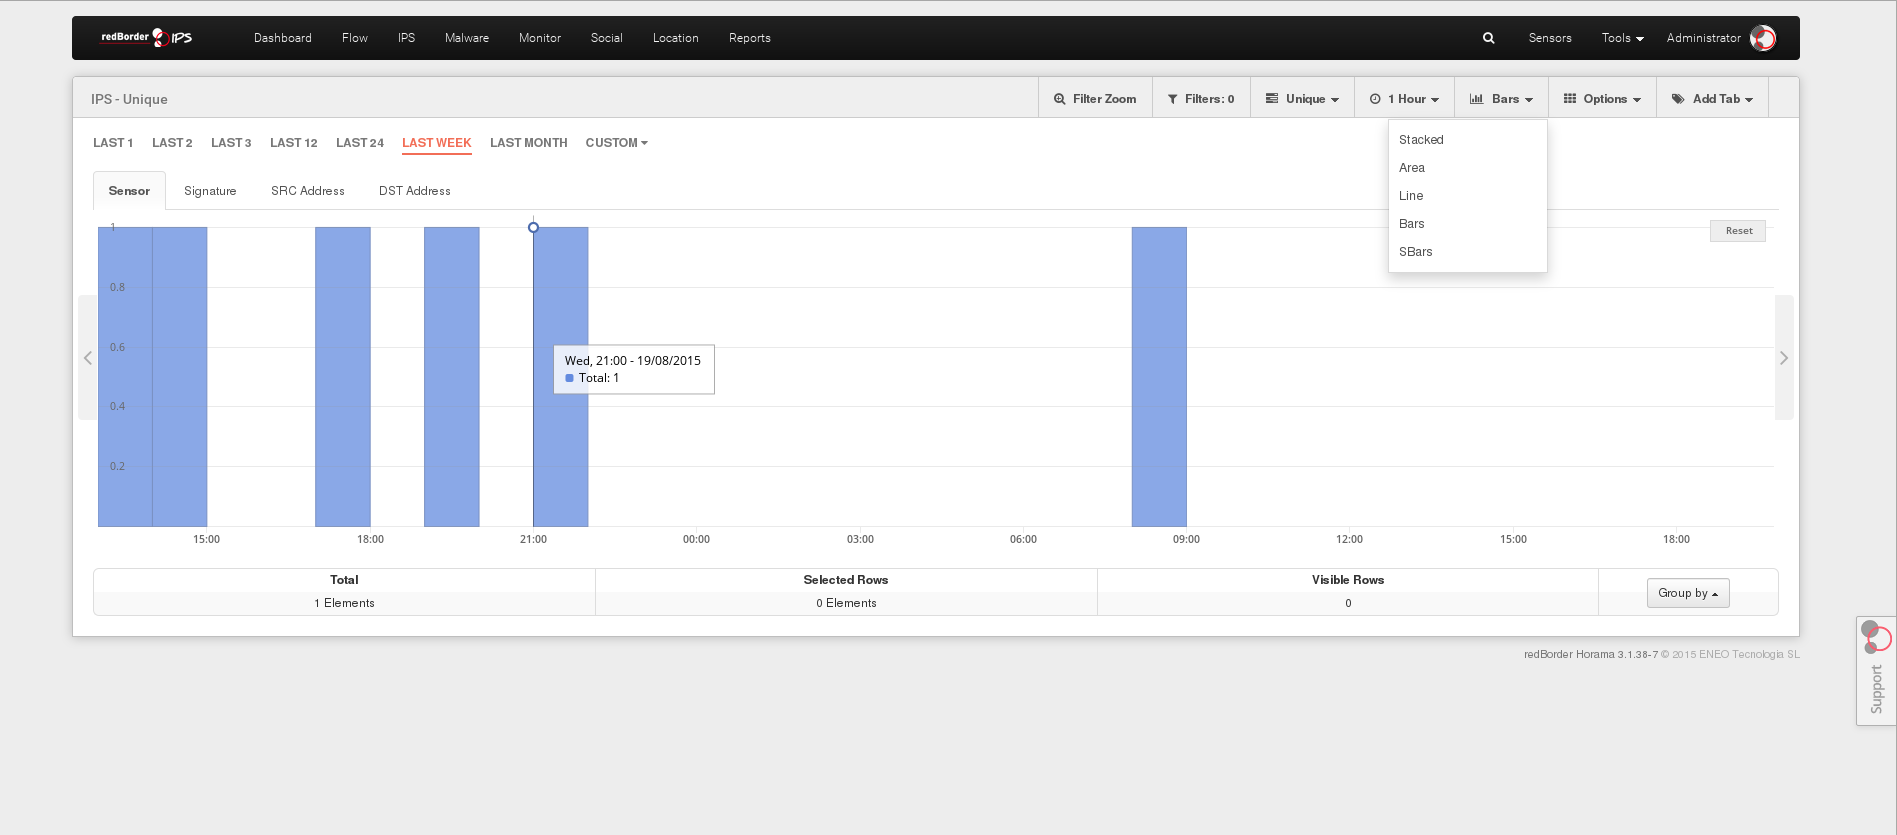 redBorder IPS Dashboard Flow IPS Malware Monitor Social Location Reports Sensors Tools Administrator
IPS - Unique Filter Zoom Filters: 0 Unique 1 Hour Bars Options Add Tab
LAST 1 LAST 2 LAST 3 LAST 12 LAST 24 LAST WEEK LAST MONTH CUSTOM
Stacked
Area
Line
Bars
SBars
Sensor Signature SRC Address DST Address
Reset
1
0.8
0.6
0.4
0.2
Wed, 21:00 - 19/08/2015
Total: 1
15:00 18:00 21:00 00:00 03:00 06:00 09:00 12:00 15:00 18:00
Total Selected Rows Visible Rows
1 Elements 0 Elements 0
Group by
redBorder Horama 3.1.38-7 © 2015 ENEO Tecnologia SL
Support